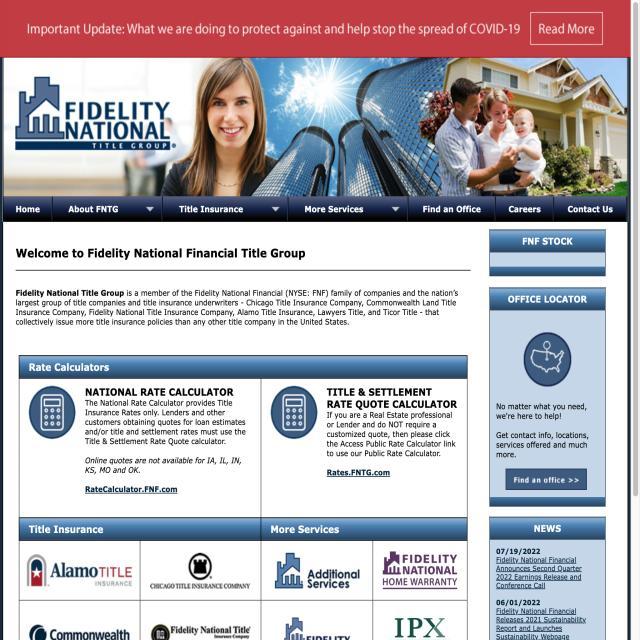 Important Update: What we are doing to protect against and help stop the spread of COVID-19 Read More
FIDELITY
NATIONAL
TITLE GROUP®
Home About FNTG Title Insurance More Services Find an Office Careers Contact Us
Welcome to Fidelity National Financial Title Group
Fidelity National Title Group is a member of the Fidelity National Financial (NYSE: FNF) family of companies and the nation's
largest group of title companies and title insurance underwriters - Chicago Title Insurance Company, Commonwealth Land Title
Insurance Company, Fidelity National Title Insurance Company, Alamo Title Insurance, Lawyers Title, and Ticor Title - that
collectively issue more title insurance policies than any other title company in the United States.
Rate Calculators
NATIONAL RATE CALCULATOR
The National Rate Calculator provides Title
Insurance Rates only. Lenders and other
customers obtaining quotes for loan estimates
and/or title and settlement rates must use the
Title & Settlement Rate Quote calculator.
Online quotes are not available for IA, IL, IN,
KS, MO and OK.
RateCalculator.FNF.com
TITLE & SETTLEMENT
RATE QUOTE CALCULATOR
If you are a Real Estate professional
or Lender and do NOT require a
customized quote, then please click
the Access Public Rate Calculator link
to use our Public Rate Calculator.
Rates.FNTG.com
Title Insurance
More Services
ALAMO TITLE
INSURANCE
CHICAGO TITLE INSURANCE COMPANY
Additional
Services
FIDELITY
NATIONAL
HOME WARRANTY
Commonwealth
Fidelity National Title®
Insurance Company
FIDELITY
IPX
FNF STOCK
OFFICE LOCATOR
No matter what you need,
we're here to help!
Get contact info, locations,
services offered and much
more.
Find an office >>
NEWS
07/19/2022
Fidelity National Financial
Announces Second Quarter
2022 Earnings Release and
Conference Call
06/01/2022
Fidelity National Financial
Releases 2021 Sustainability
Report and Launches
Sustainability Webpage